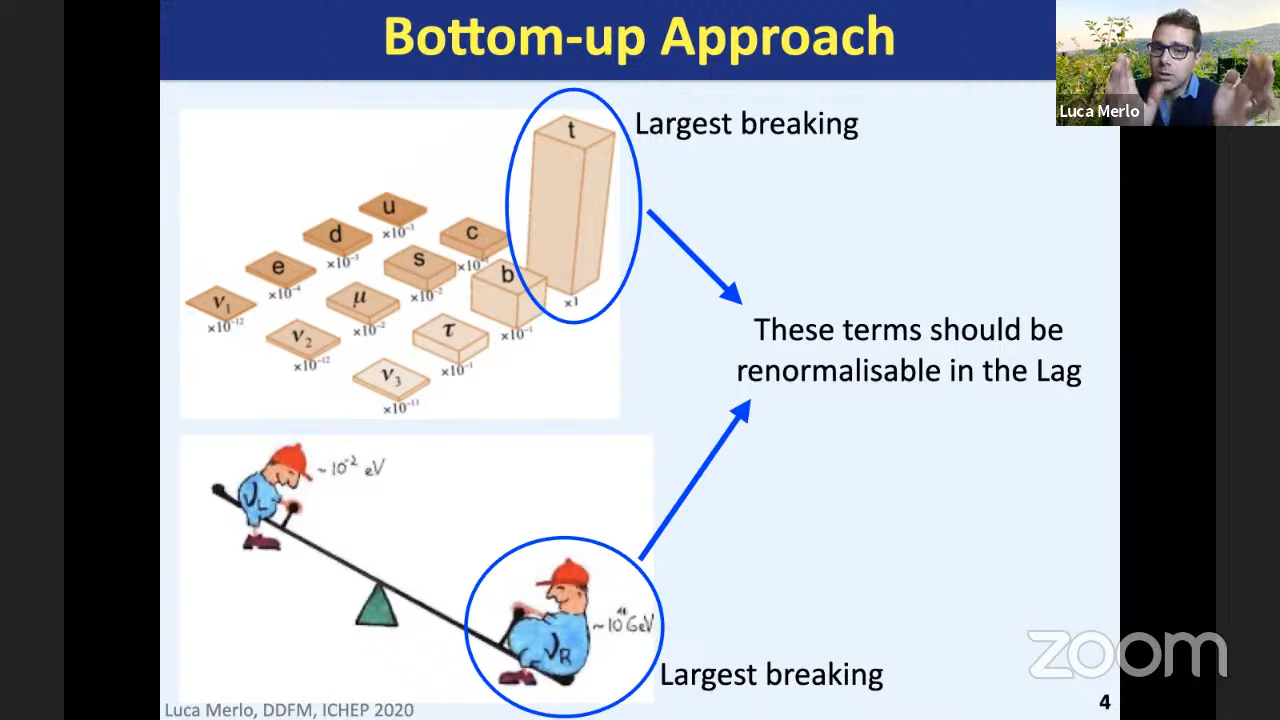 Bottom-up Approach
Luca Merlo
Largest breaking
t
u
×10⁻³
d
×10⁻³
c
e
×10⁻⁴
s
×10⁻²
b
×10⁻¹
×1
ν₁
×10⁻¹²
μ
×10⁻²
ν₂
×10⁻¹²
τ
×10⁻¹
ν₃
×10⁻¹¹
These terms should be
renormalisable in the Lag
~10⁻² eV
νL
νR
Largest breaking
zoom
Luca Merlo, DDFM, ICHEP 2020
4